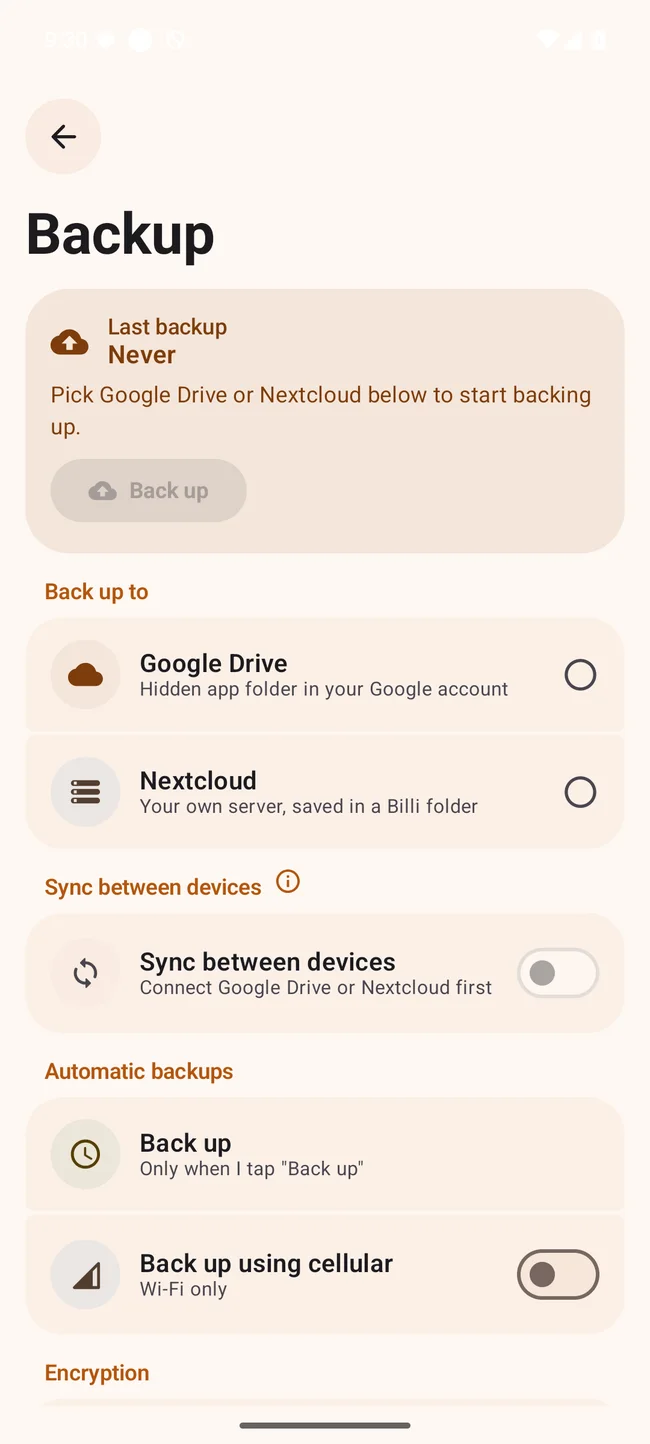 9:30
Backup
Last backup
Never
Pick Google Drive or Nextcloud below to start backing
up.
Back up
Back up to
Google Drive
Hidden app folder in your Google account
Nextcloud
Your own server, saved in a Billi folder
Sync between devices
Sync between devices
Connect Google Drive or Nextcloud first
Automatic backups
Back up
Only when I tap "Back up"
Back up using cellular
Wi-Fi only
Encryption